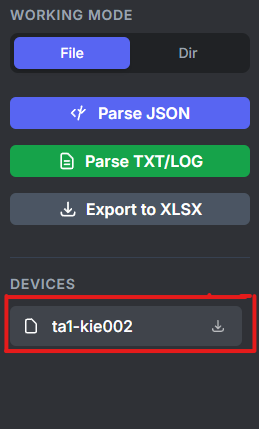 WORKING MODE
File
Dir
Parse JSON
Parse TXT/LOG
Export to XLSX
DEVICES
ta1-kie002